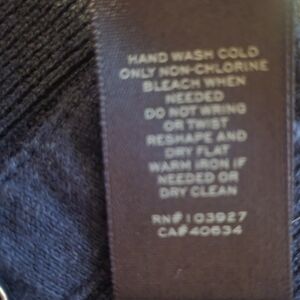 HAND WASH COLD
ONLY NON-CHLORINE
BLEACH WHEN
NEEDED
DO NOT WRING
OR TWIST
RESHAPE AND
DRY FLAT
WARM IRON IF
NEEDED OR
DRY CLEAN
RN# 103927
CA# 40634